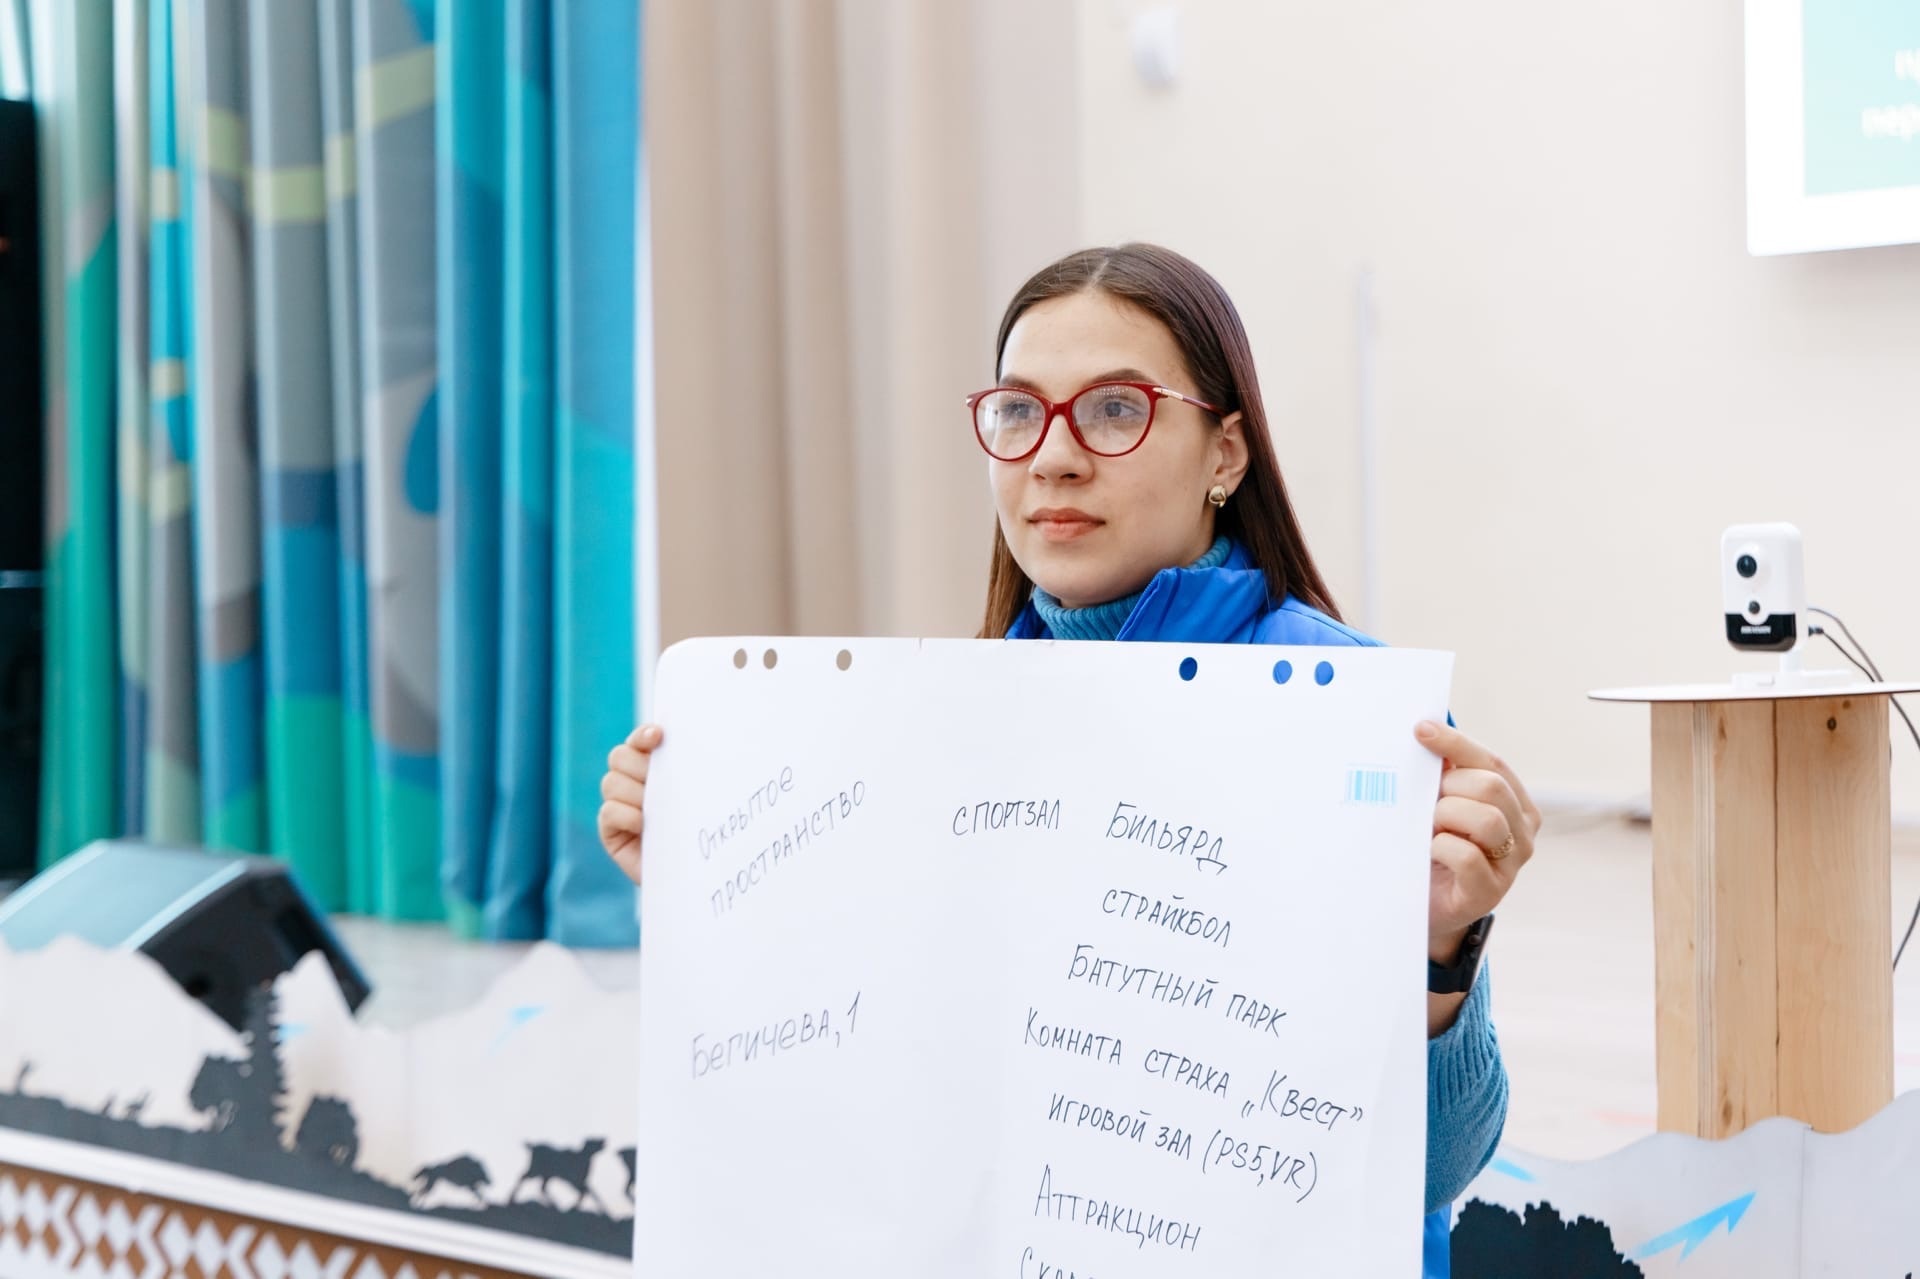 Открытое
пространство
Бегичева, 1
спортзал
Бильярд
страйкбол
Батутный парк
Комната страха „Квест”
игровой зал (PS5, VR)
Аттракцион